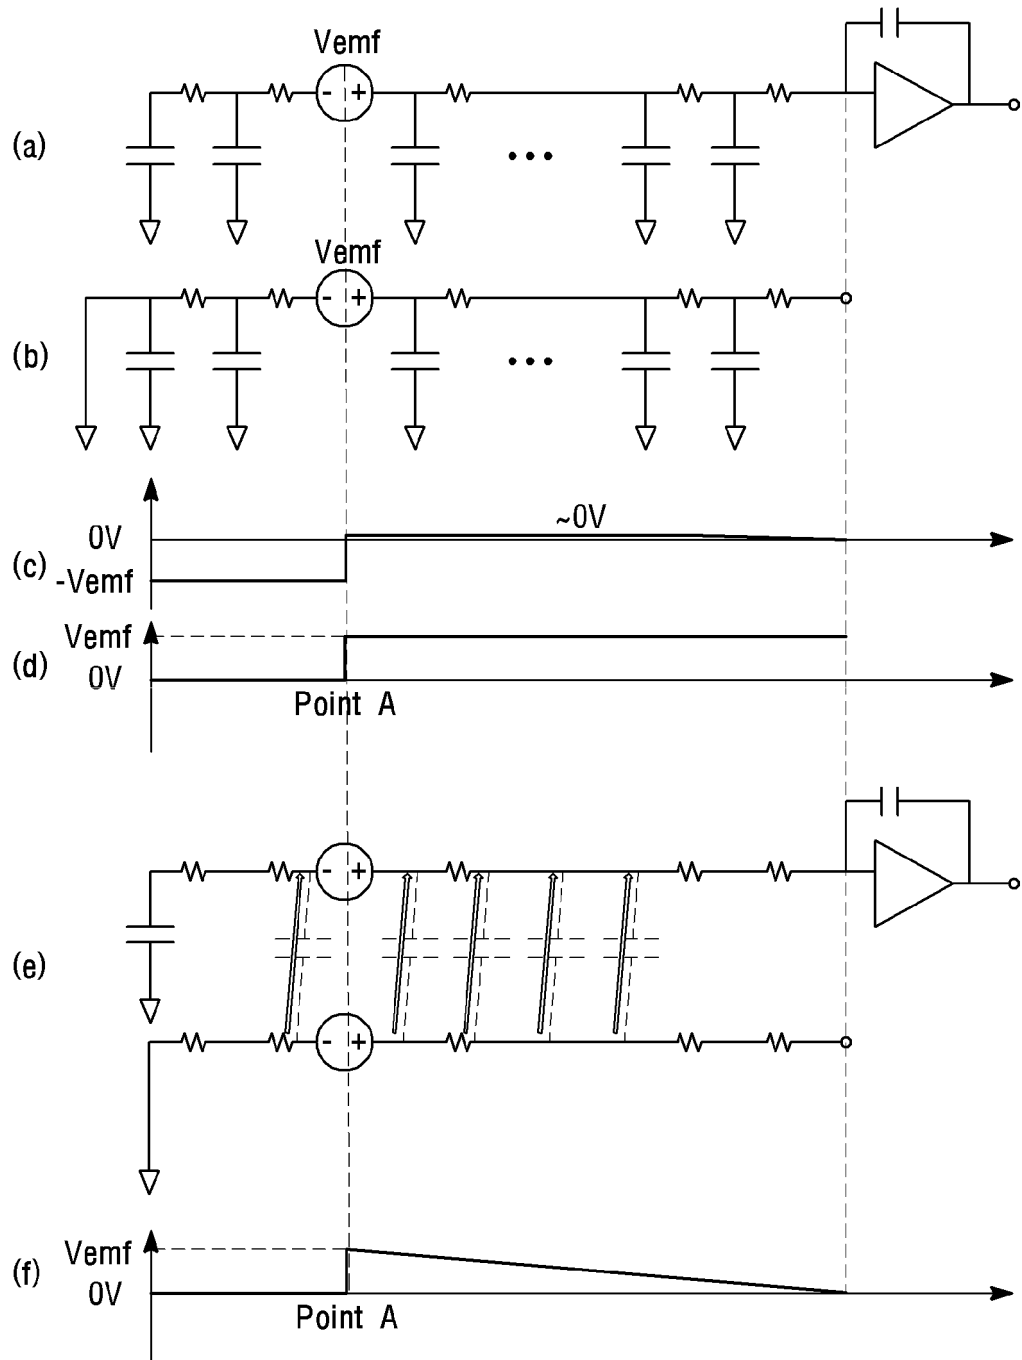 Vemf
- +
(a)
• • •
Vemf
- +
(b)
• • •
~0V
0V
(c)
-Vemf
Vemf
(d)
0V
Point A
- +
(e)
- +
Vemf
(f)
0V
Point A